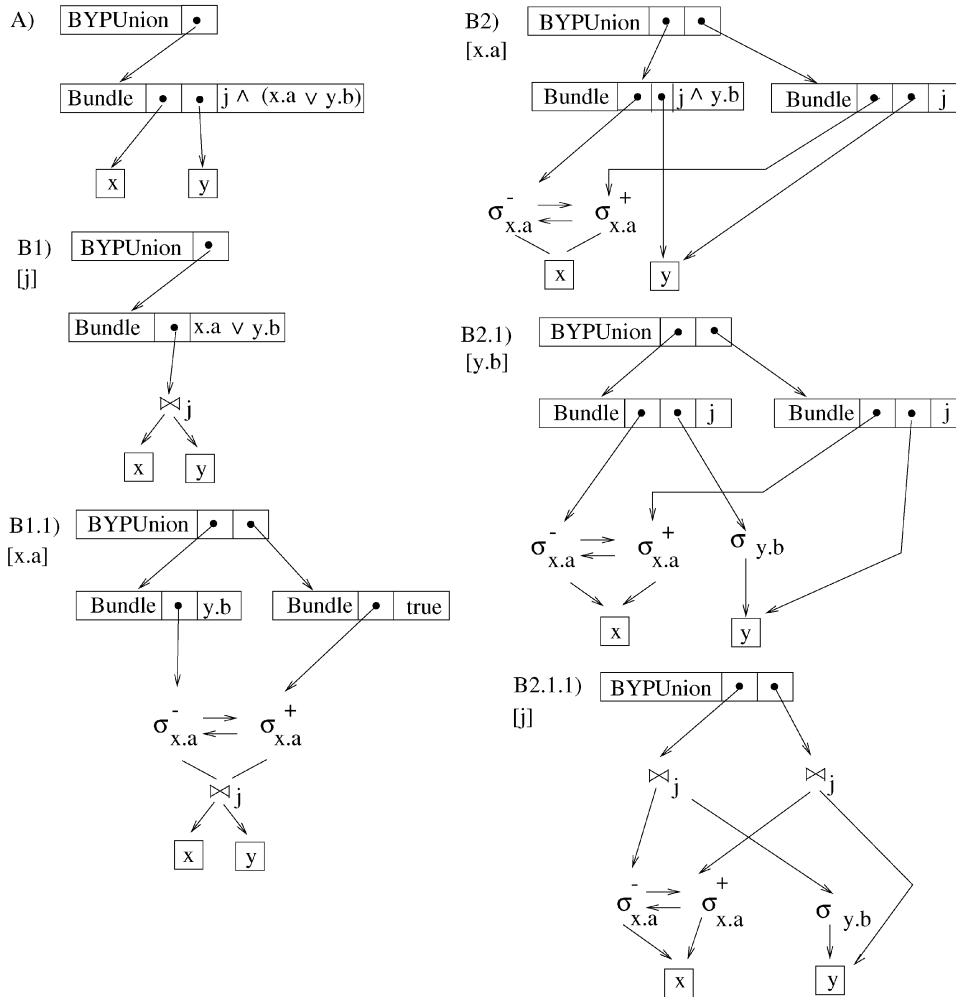 A)
BYPUnion
Bundle j ∧ (x.a ∨ y.b)
x y
B1)
[j]
BYPUnion
Bundle x.a ∨ y.b
⋈ j
x y
B1.1)
[x.a]
BYPUnion
Bundle y.b Bundle true
σ - x.a σ + x.a
⋈ j
x y
B2)
[x.a]
BYPUnion
Bundle j ∧ y.b Bundle j
σ - x.a σ + x.a
x y
B2.1)
[y.b]
BYPUnion
Bundle j Bundle j
σ - x.a σ + x.a σ y.b
x y
B2.1.1)
[j]
BYPUnion
⋈ j ⋈ j
σ - x.a σ + x.a σ y.b
x y